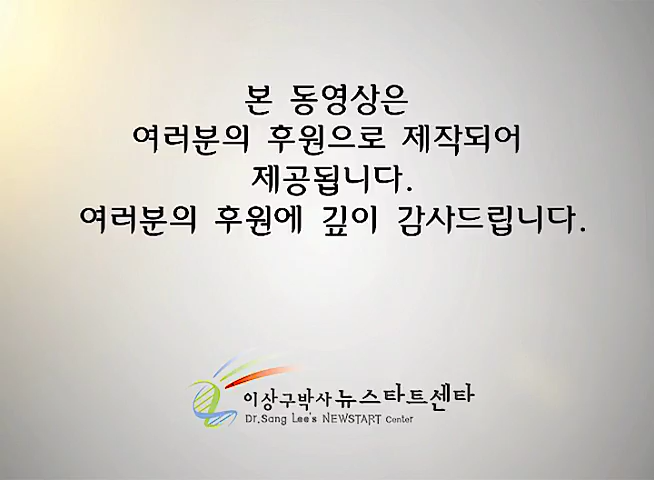 본 동영상은
여러분의 후원으로 제작되어
제공됩니다.
여러분의 후원에 깊이 감사드립니다.
이상구박사 뉴스타트센타
Dr.Sang Lee's NEWSTART Center